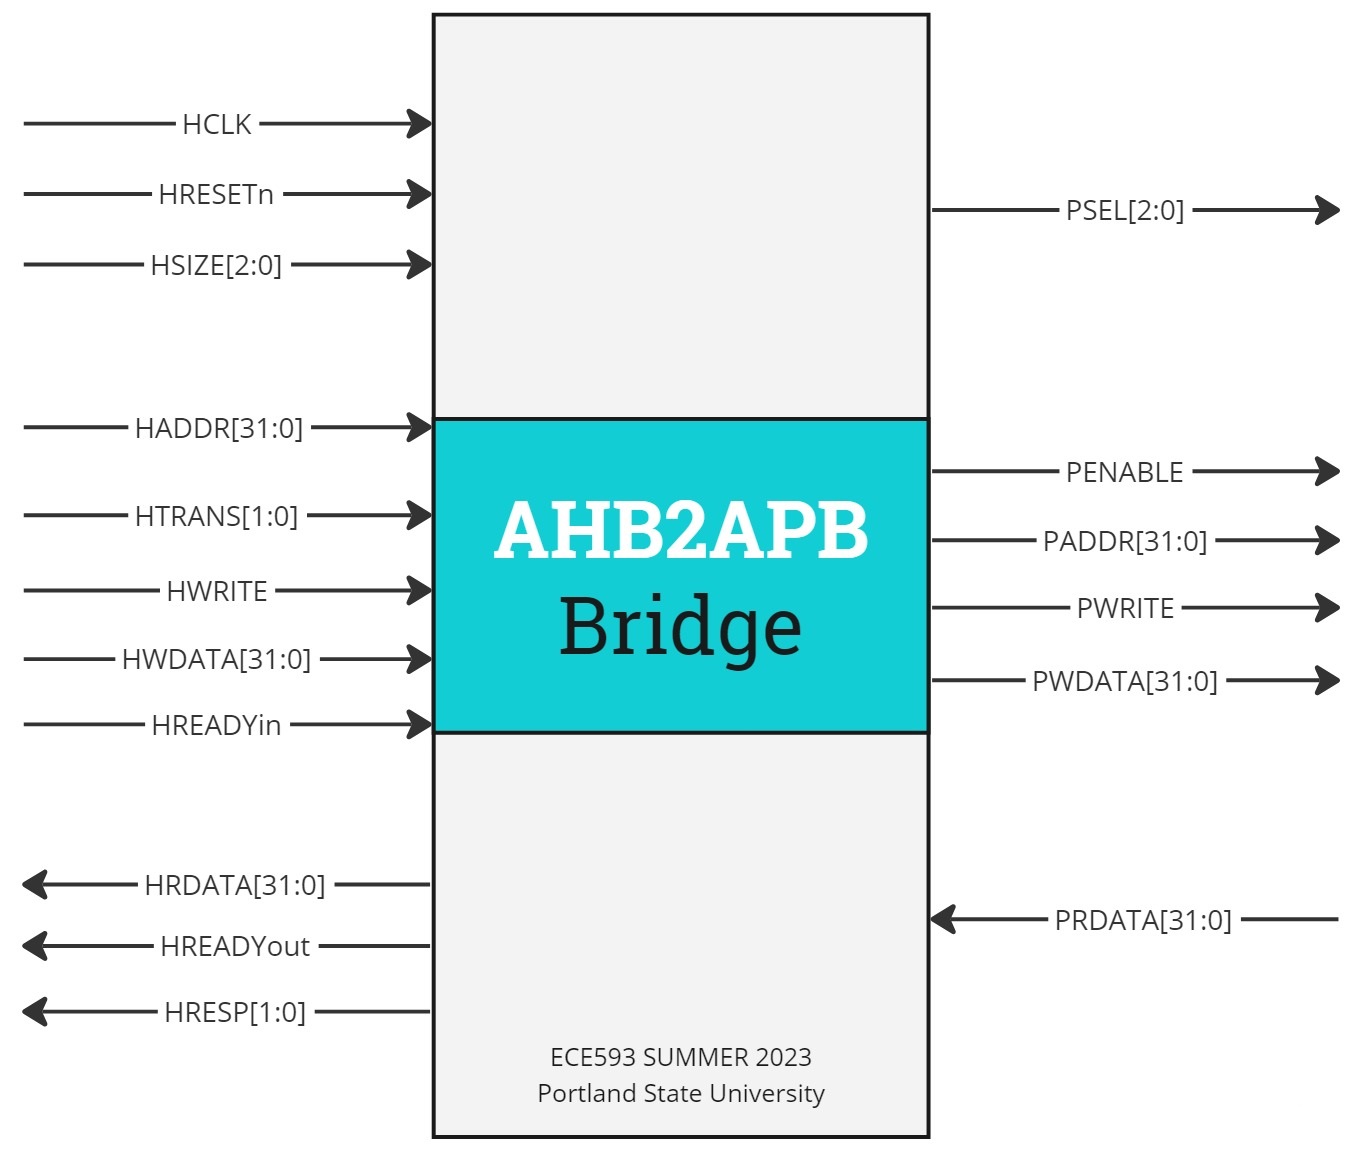 HCLK
HRESETn
HSIZE[2:0]
HADDR[31:0]
HTRANS[1:0]
HWRITE
HWDATA[31:0]
HREADYin
HRDATA[31:0]
HREADYout
HRESP[1:0]
AHB2APB
Bridge
ECE593 SUMMER 2023
Portland State University
PSEL[2:0]
PENABLE
PADDR[31:0]
PWRITE
PWDATA[31:0]
PRDATA[31:0]